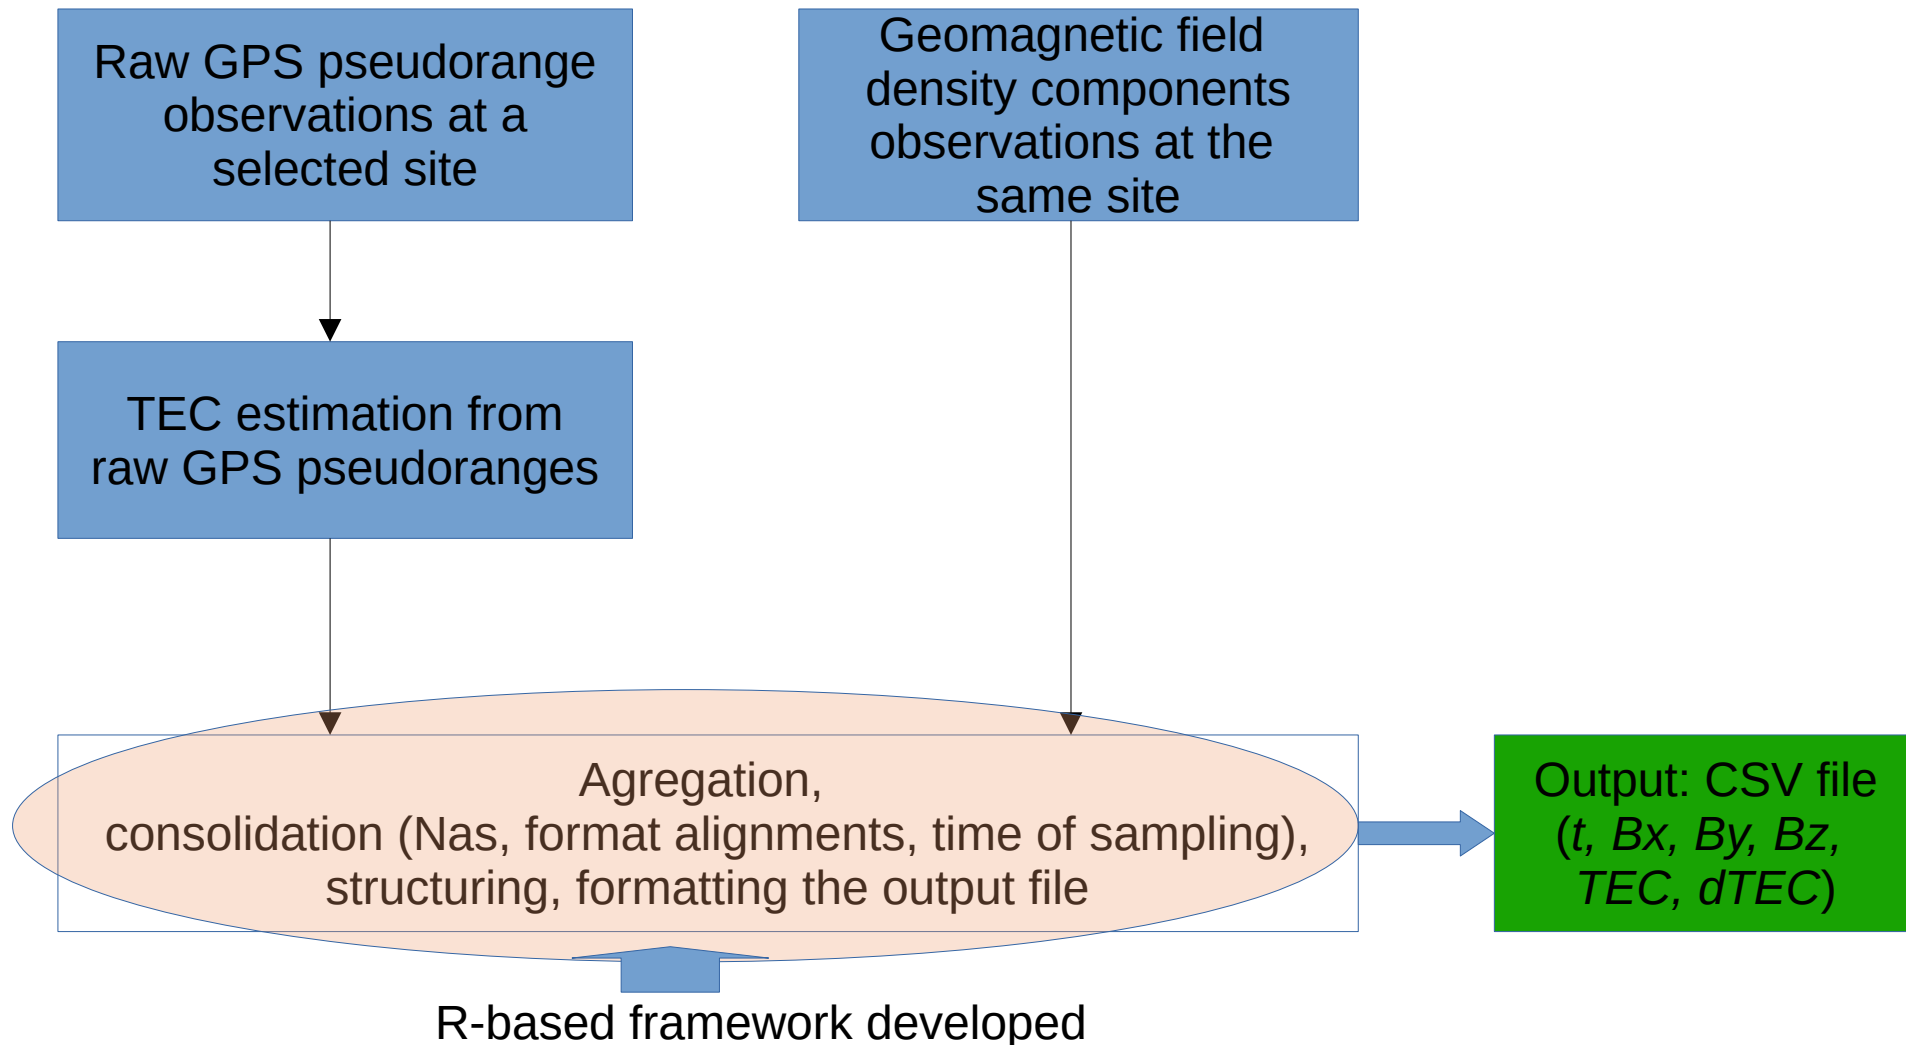 Raw GPS pseudorange
observations at a
selected site
Geomagnetic field
density components
observations at the
same site
TEC estimation from
raw GPS pseudoranges
Agregation,
consolidation (Nas, format alignments, time of sampling),
structuring, formatting the output file
Output: CSV file
(t, Bx, By, Bz,
TEC, dTEC)
R-based framework developed